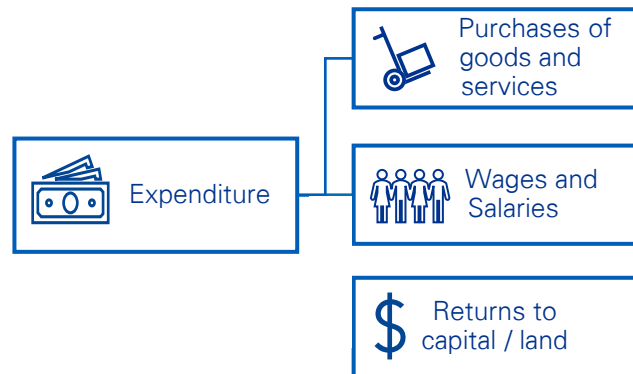 Purchases of
goods and
services
Expenditure
Wages and
Salaries
$
Returns to
capital / land